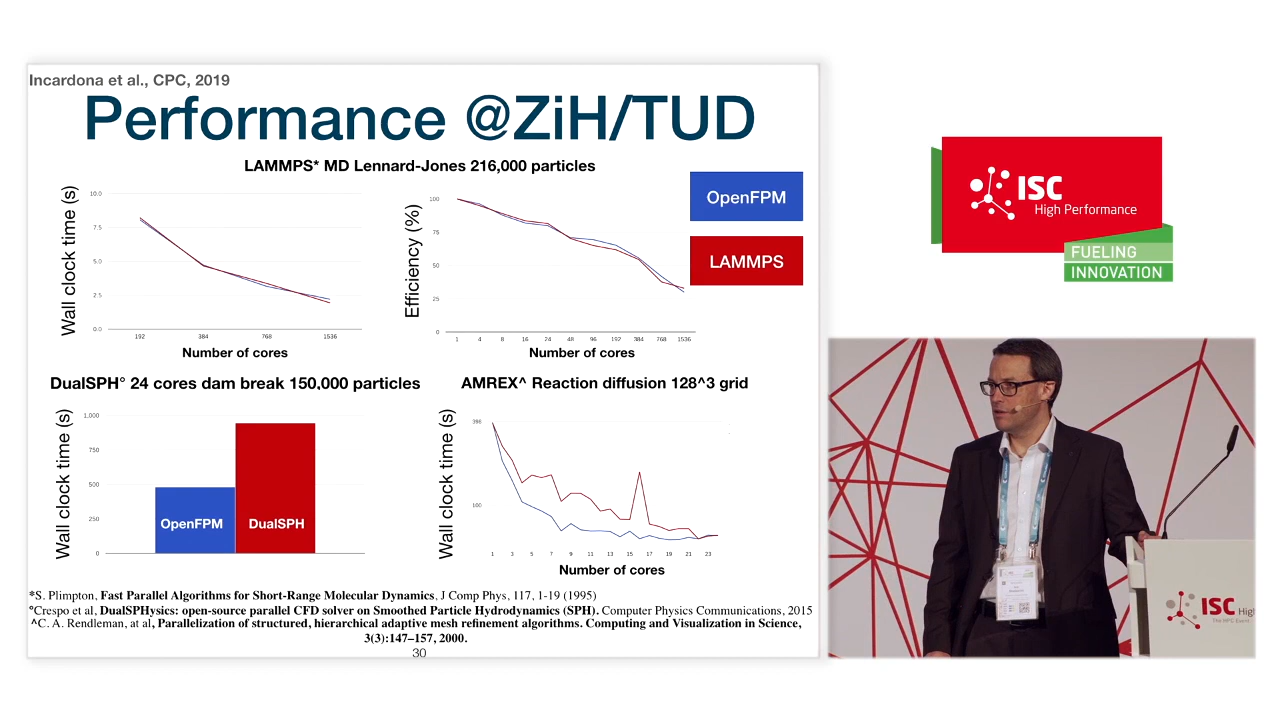 Incardona et al., CPC, 2019
Performance @ZiH/TUD
LAMMPS* MD Lennard-Jones 216,000 particles
Wall clock time (s)
10.0
7.5
5.0
2.5
0.0
192
384
768
1536
Number of cores
Efficiency (%)
100
75
50
25
0
1
4
8
16
24
48
96
192
384
768
1536
Number of cores
OpenFPM
LAMMPS
DualSPH° 24 cores dam break 150,000 particles
Wall clock time (s)
1.000
750
500
250
0
OpenFPM
DualSPH
AMREX^ Reaction diffusion 128^3 grid
Wall clock time (s)
396
100
1
3
5
7
9
11
13
15
17
19
21
23
Number of cores
*S. Plimpton, Fast Parallel Algorithms for Short-Range Molecular Dynamics, J Comp Phys, 117, 1-19 (1995)
°Crespo et al, DualSPHysics: open-source parallel CFD solver on Smoothed Particle Hydrodynamics (SPH). Computer Physics Communications, 2015
^C. A. Rendleman, at al, Parallelization of structured, hierarchical adaptive mesh refinement algorithms. Computing and Visualization in Science,
3(3):147–157, 2000.
30
ISC
High Performance
FUELING
INNOVATION
ISC Hig
The HPC Event